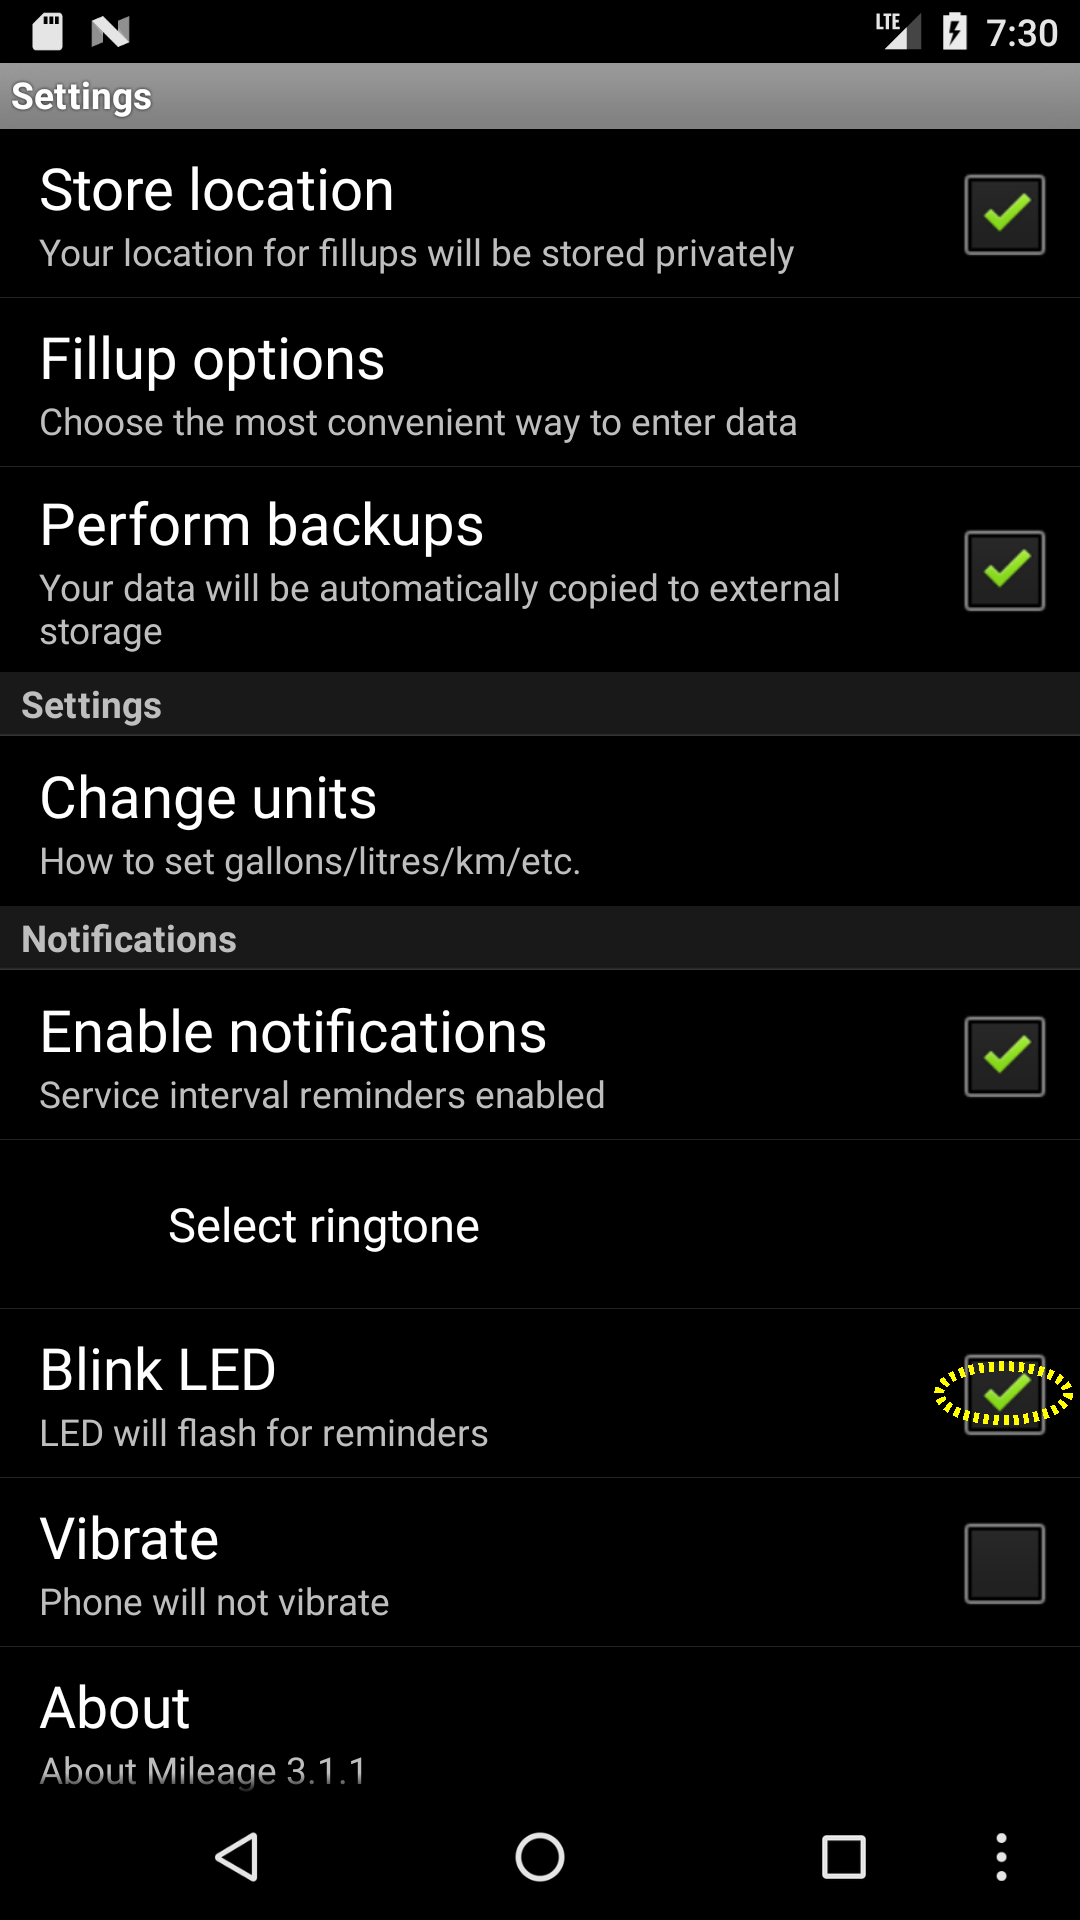 LTE 7:30
Settings
Store location
Your location for fillups will be stored privately
Fillup options
Choose the most convenient way to enter data
Perform backups
Your data will be automatically copied to external
storage
Settings
Change units
How to set gallons/litres/km/etc.
Notifications
Enable notifications
Service interval reminders enabled
Select ringtone
Blink LED
LED will flash for reminders
Vibrate
Phone will not vibrate
About
About Mileage 3.1.1